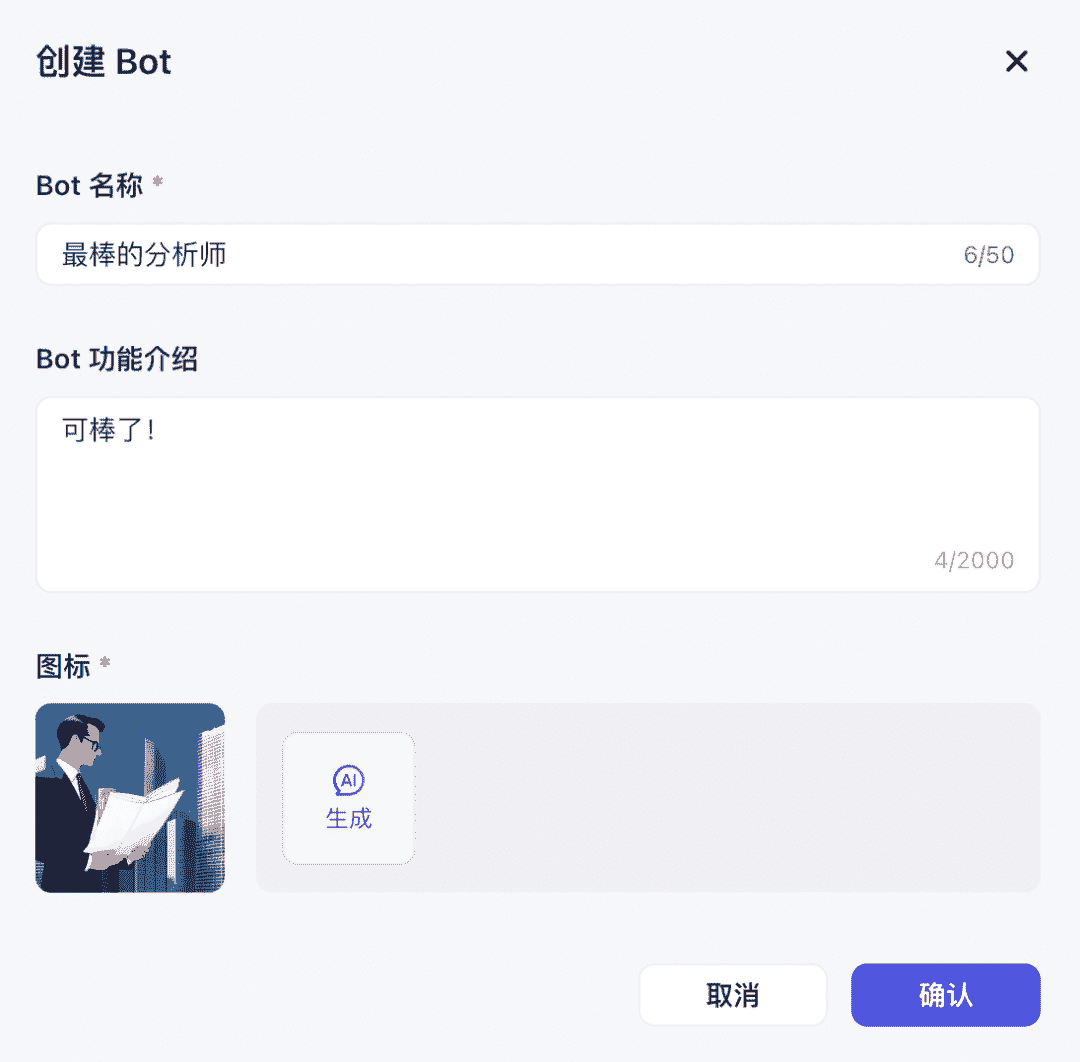 创建 Bot
Bot 名称 *
最棒的分析师 6/50
Bot 功能介绍
可棒了！
4/2000
图标 *
AI
生成
取消 确认